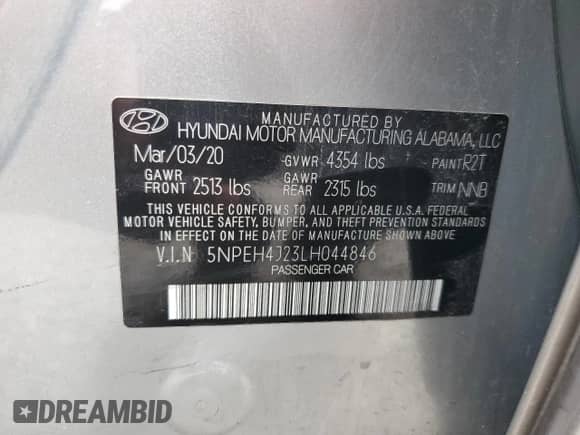 MANUFACTURED BY
HYUNDAI MOTOR MANUFACTURING ALABAMA, LLC
Mar/03/20 GVWR 4354 lbs PAINT R2T
GAWR FRONT 2513 lbs GAWR REAR 2315 lbs TRIM NNB
THIS VEHICLE CONFORMS TO ALL APPLICABLE U.S.A. FEDERAL
MOTOR VEHICLE SAFETY, BUMPER, AND THEFT PREVENTION STANDARDS
IN EFFECT ON THE DATE OF MANUFACTURE SHOWN ABOVE.
V.I.N 5NPEH4J23LH044846
PASSENGER CAR
DREAMBID